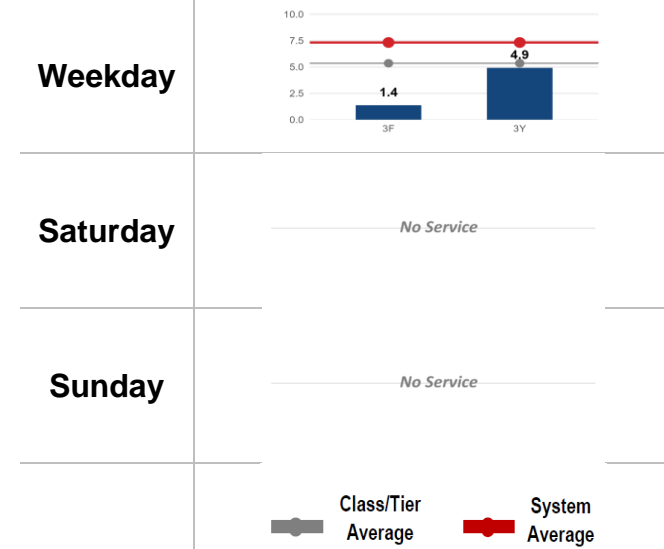 Weekday
10.0
7.5
5.0
2.5
0.0
1.4
4.9
3F
3Y
Saturday
No Service
Sunday
No Service
Class/Tier
Average
System
Average